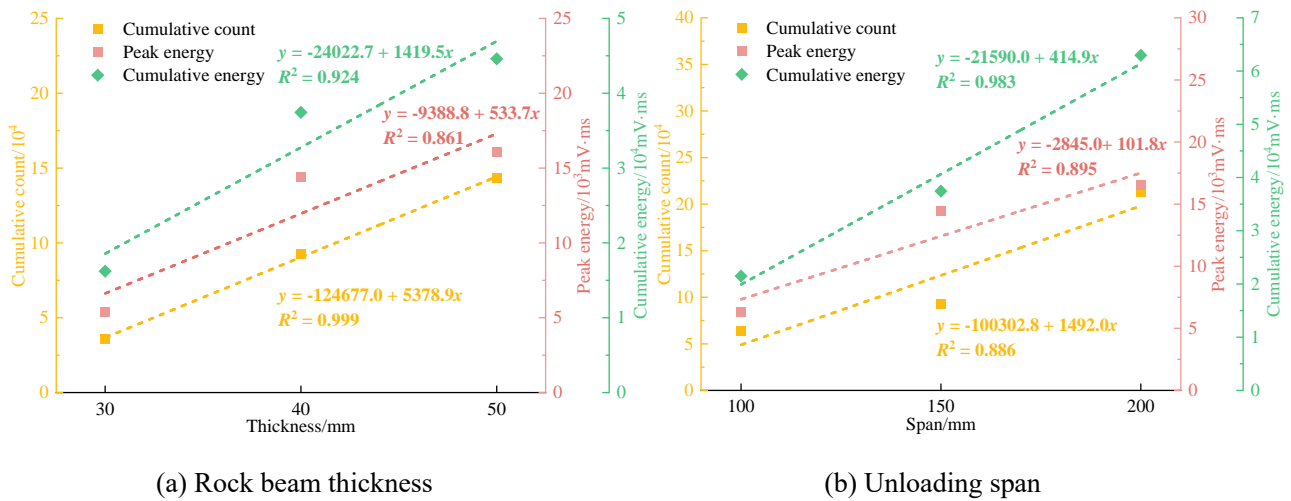 25
20
15
10
5
0
Cumulative count/10⁴
Cumulative count
Peak energy
Cumulative energy
y = -24022.7 + 1419.5x
R² = 0.924
y = -9388.8 + 533.7x
R² = 0.861
y = -124677.0 + 5378.9x
R² = 0.999
30
40
50
Thickness/mm
25
20
15
10
5
0
Peak energy/10³mV·ms
5
4
3
2
1
0
Cumulative energy/10⁴mV·ms
(a) Rock beam thickness
40
35
30
25
20
15
10
5
0
Cumulative count/10⁴
Cumulative count
Peak energy
Cumulative energy
y = -21590.0 + 414.9x
R² = 0.983
y = -2845.0+ 101.8x
R² = 0.895
y = -100302.8 + 1492.0x
R² = 0.886
100
150
200
Span/mm
30
25
20
15
10
5
0
Peak energy/10³mV·ms
7
6
5
4
3
2
1
0
Cumulative energy/10⁴mV·ms
(b) Unloading span